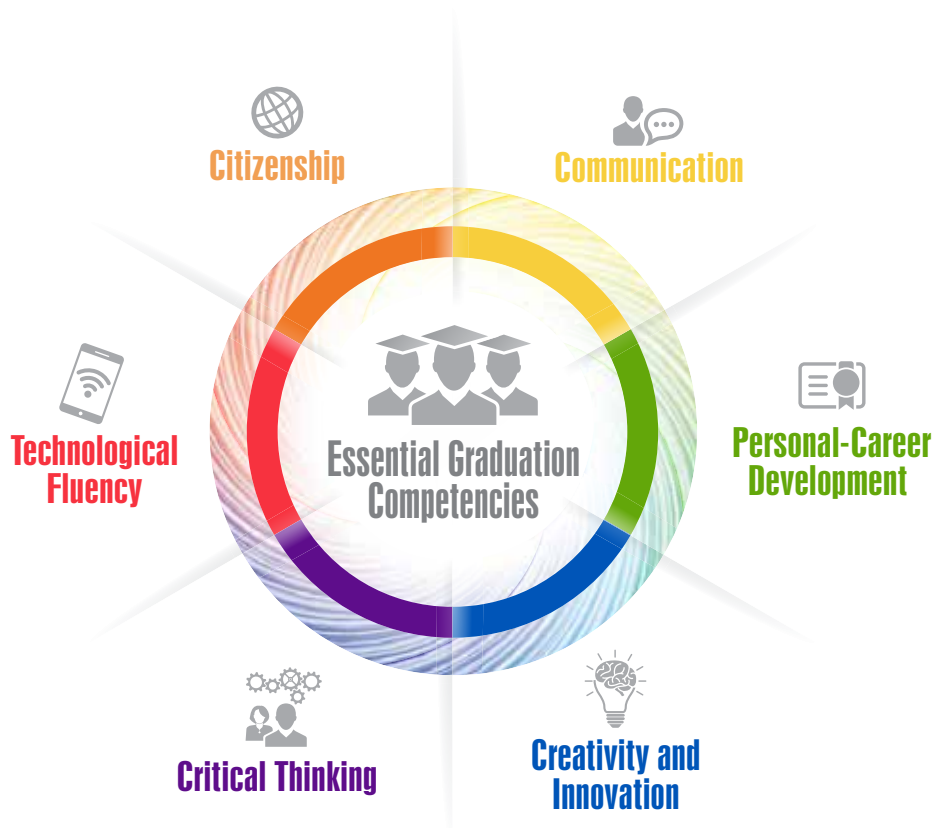 Citizenship
Communication
Technological
Fluency
Essential Graduation
Competencies
Personal-Career
Development
Critical Thinking
Creativity and
Innovation